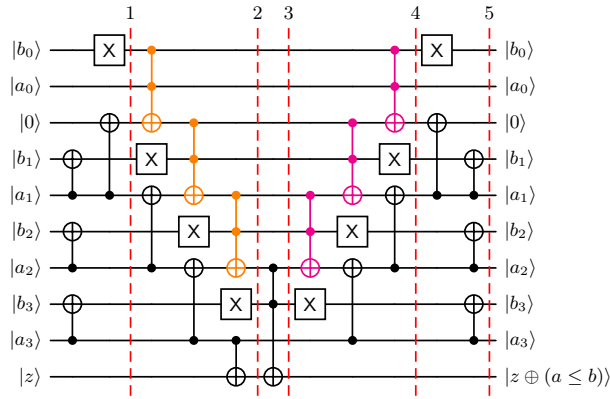 1 2 3 4 5
|b₀⟩ X X |b₀⟩
|a₀⟩ |a₀⟩
|0⟩ |0⟩
|b₁⟩ X X |b₁⟩
|a₁⟩ |a₁⟩
|b₂⟩ X X |b₂⟩
|a₂⟩ |a₂⟩
|b₃⟩ X X |b₃⟩
|a₃⟩ |a₃⟩
|z⟩ |z ⊕ (a ≤ b)⟩